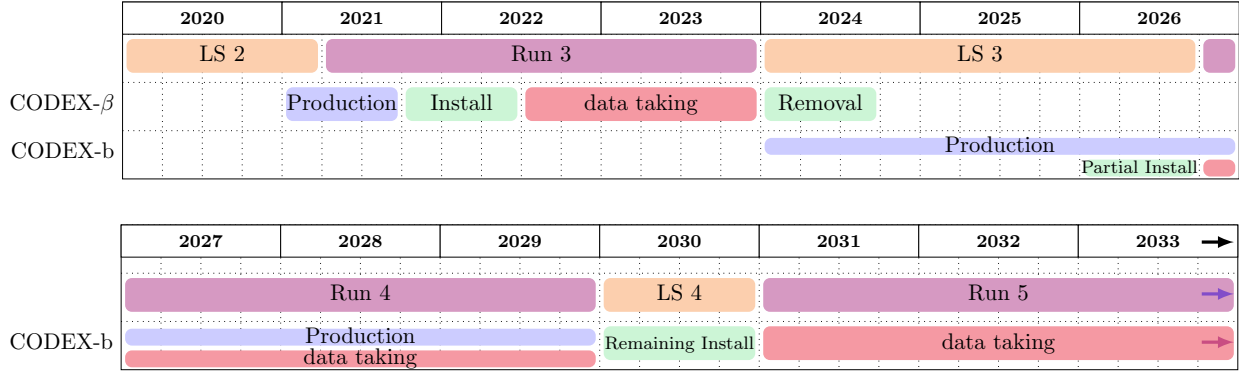 2020 2021 2022 2023 2024 2025 2026
LS 2 Run 3 LS 3
CODEX-β Production Install data taking Removal
CODEX-b Production
Partial Install
2027 2028 2029 2030 2031 2032 2033
Run 4 LS 4 Run 5
Production
CODEX-b Remaining Install data taking
data taking